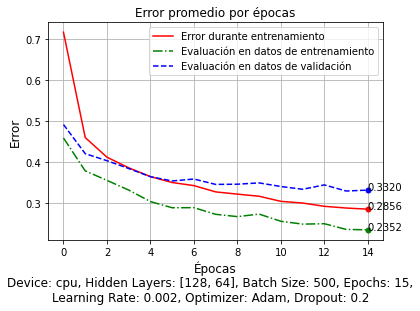 Error promedio por épocas
Error durante entrenamiento
Evaluación en datos de entrenamiento
Evaluación en datos de validación
0.7
0.6
0.5
0.4
0.3
Error
0.3320
0.2856
0.2352
0 2 4 6 8 10 12 14
Épocas
Device: cpu, Hidden Layers: [128, 64], Batch Size: 500, Epochs: 15,
Learning Rate: 0.002, Optimizer: Adam, Dropout: 0.2